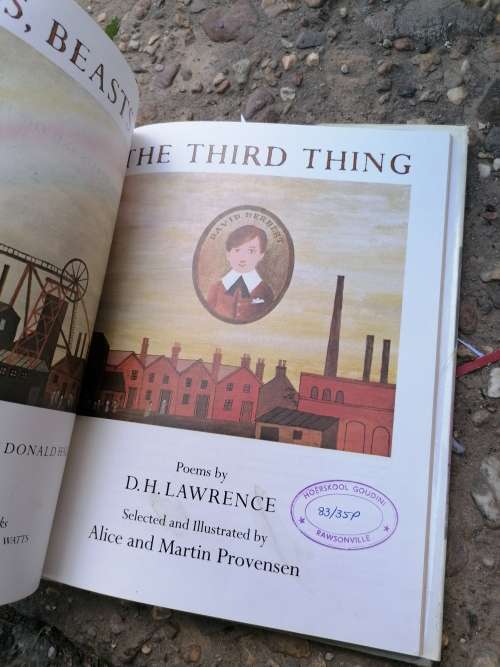 S, BEASTS
THE THIRD THING
DAVID HERBERT
DONALD
WATTS
Poems by
D. H. LAWRENCE
Selected and Illustrated by
Alice and Martin Provensen
HOËRSKOOL GOUDINI
83/35P
RAWSONVILLE